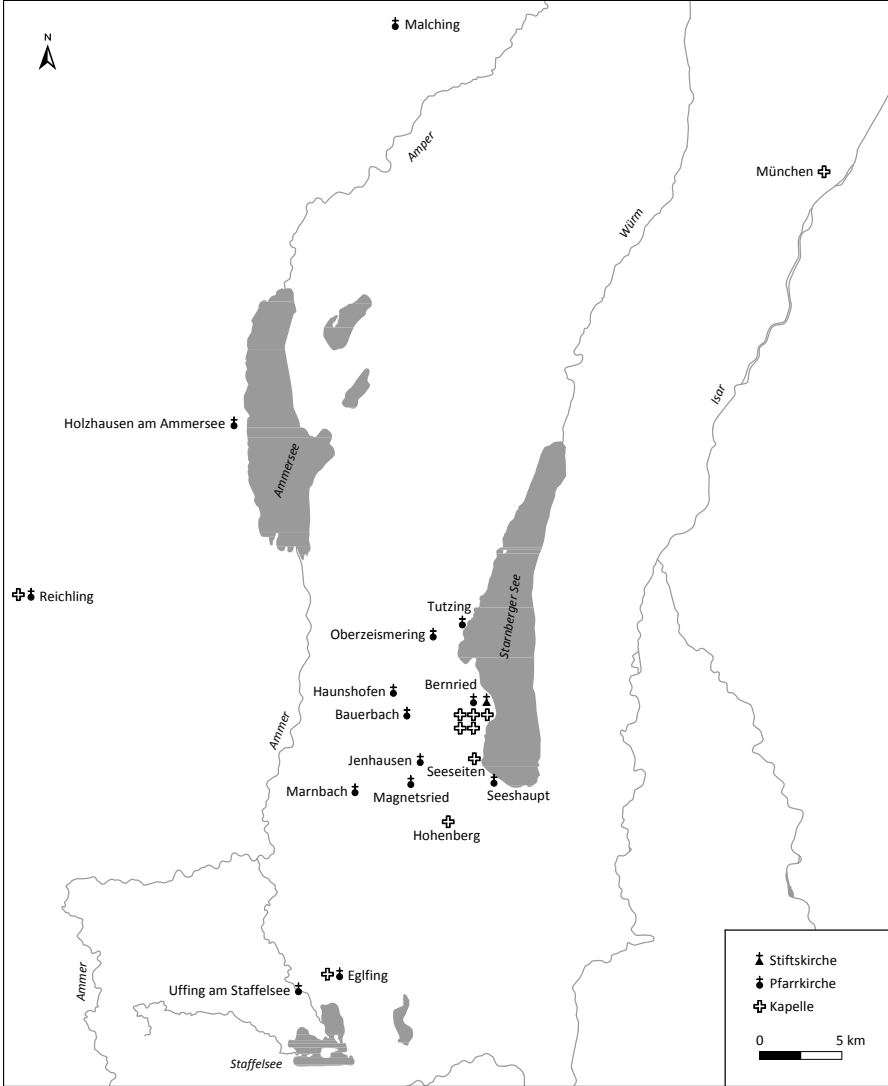 Malching
N
Amper
München
Würm
Isar
Holzhausen am Ammersee
Ammersee
Starnberger See
Reichling
Tutzing
Oberzeismering
Bernried
Haunshofen
Bauerbach
Ammer
Jenhausen
Seeseiten
Marnbach
Magnetsried
Seeshaupt
Hohenberg
Ammer
Eglfing
Uffing am Staffelsee
Staffelsee
Stiftskirche
Pfarrkirche
Kapelle
0 5 km